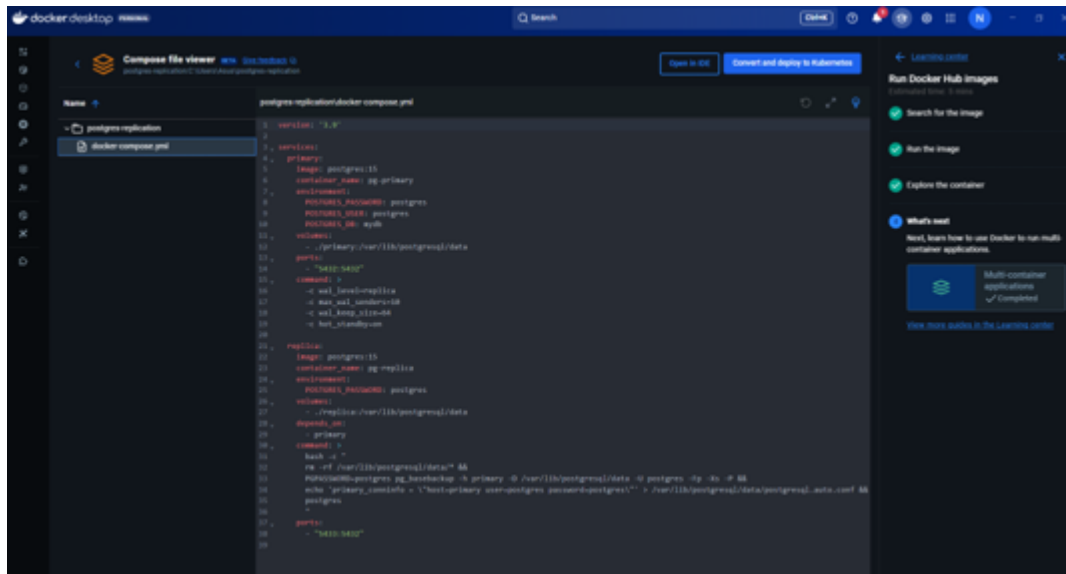 docker desktop PERSONAL
Search
Ctrl+K
N
Compose file viewer BETA Give feedback
Open in IDE
Convert and deploy to Kubernetes
Name
postgres-replication
docker-compose.yml
postgres-replication\docker-compose.yml
1 version: "3.8"
2
3 services:
4 primary:
5 image: postgres:15
6 container_name: pg-primary
7 environment:
8 POSTGRES_PASSWORD: postgres
9 POSTGRES_USER: postgres
10 POSTGRES_DB: mydb
11 volumes:
12 - ./primary:/var/lib/postgresql/data
13 ports:
14 - "5432:5432"
15 command: >
16 -c wal_level=replica
17 -c max_wal_senders=10
18 -c wal_keep_size=64
19 -c hot_standby=on
20
21 replica:
22 image: postgres:15
23 container_name: pg-replica
24 environment:
25 POSTGRES_PASSWORD: postgres
26 volumes:
27 - ./replica:/var/lib/postgresql/data
28 depends_on:
29 - primary
30 command: >
31 bash -c "
32 rm -rf /var/lib/postgresql/data/* &&
33 PGPASSWORD=postgres pg_basebackup -h primary -D /var/lib/postgresql/data -U postgres -Fp -Xs -P &&
34 echo 'primary_conninfo = \"host=primary user=postgres password=postgres\"' > /var/lib/postgresql/data/postgresql.auto.conf &&
35 postgres
36 "
37 ports:
38 - "5433:5432"
39
Learning center
Run Docker Hub images
Estimated time: 5 mins
Search for the image
Run the image
Explore the container
What's next
Next, learn how to use Docker to run multi-
container applications.
Multi-container
applications
Completed
View more guides in the Learning center